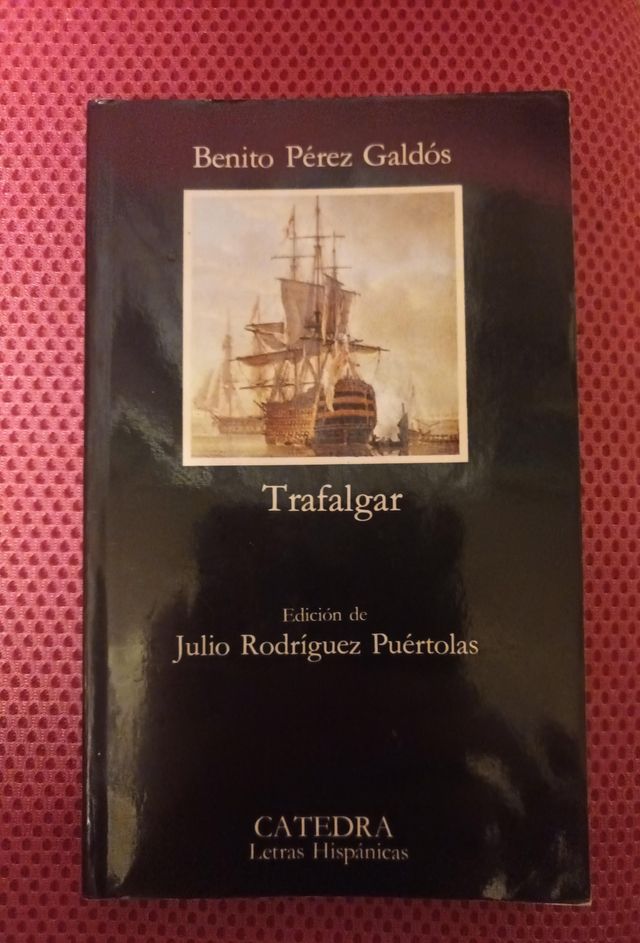 Benito Pérez Galdós
Trafalgar
Edición de
Julio Rodríguez Puértolas
CATEDRA
Letras Hispánicas